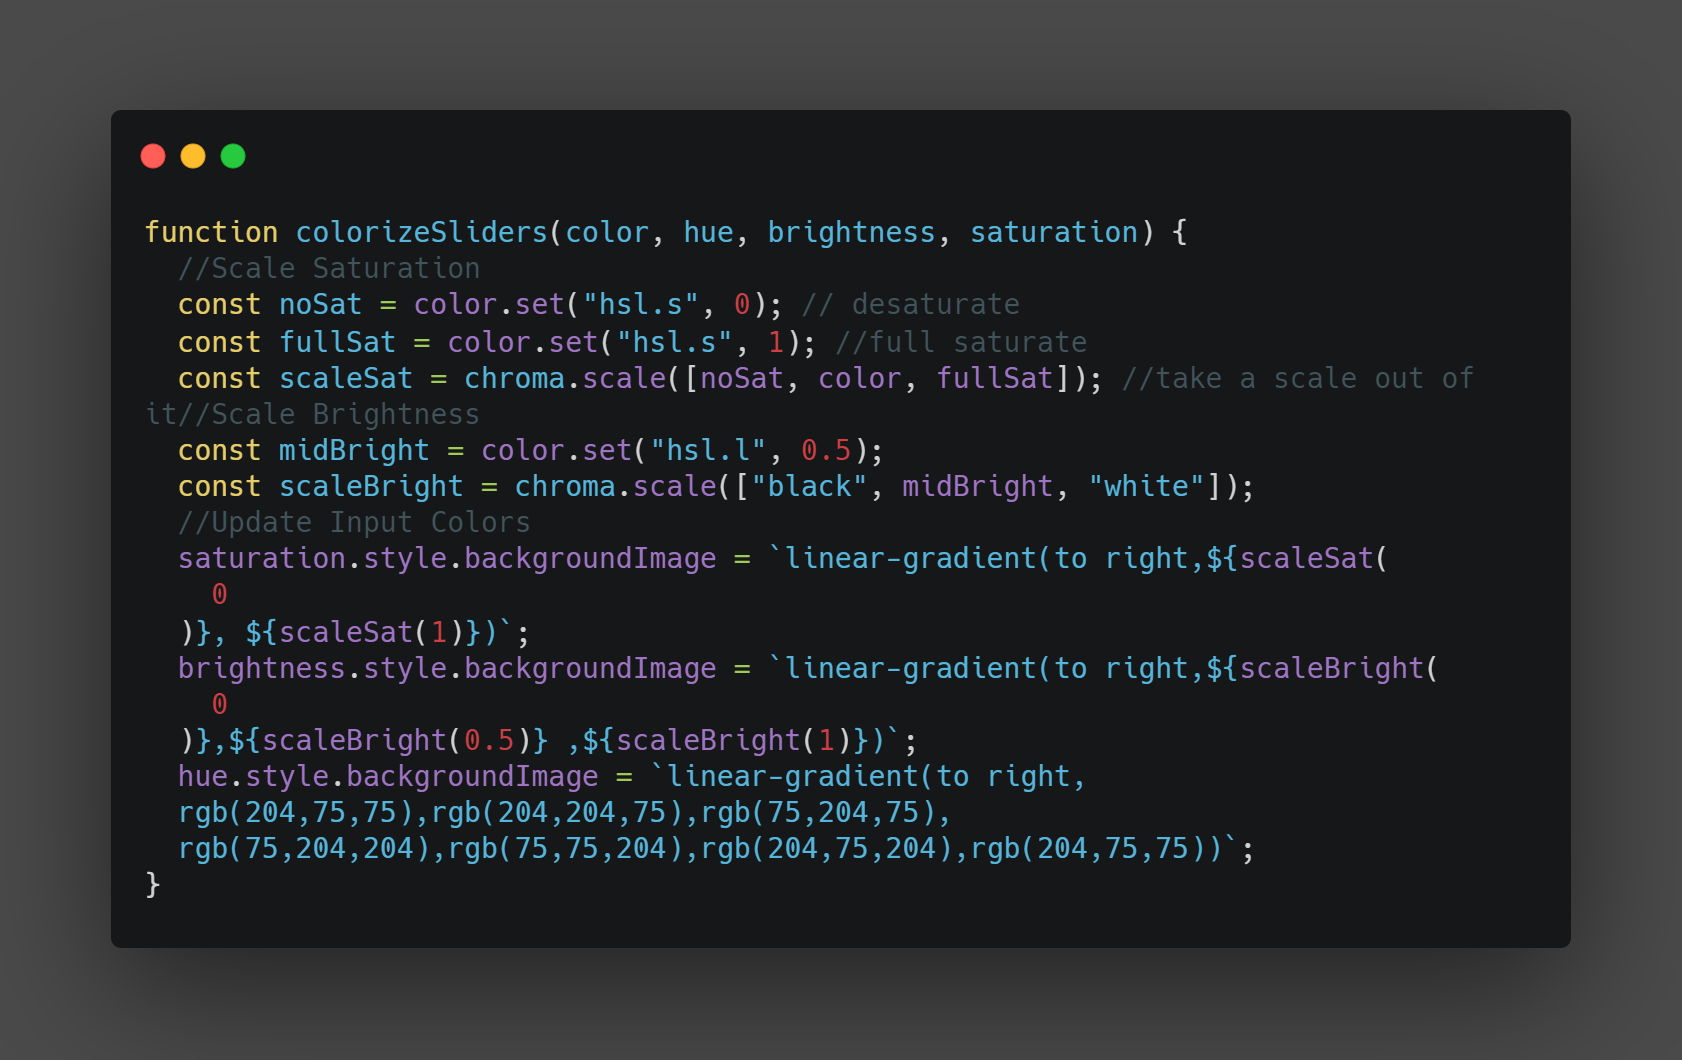 function colorizeSliders(color, hue, brightness, saturation) {
  //Scale Saturation
  const noSat = color.set("hsl.s", 0); // desaturate
  const fullSat = color.set("hsl.s", 1); //full saturate
  const scaleSat = chroma.scale([noSat, color, fullSat]); //take a scale out of
it//Scale Brightness
  const midBright = color.set("hsl.l", 0.5);
  const scaleBright = chroma.scale(["black", midBright, "white"]);
  //Update Input Colors
  saturation.style.backgroundImage = `linear-gradient(to right,${scaleSat(
    0
  )}, ${scaleSat(1)})`;
  brightness.style.backgroundImage = `linear-gradient(to right,${scaleBright(
    0
  )},${scaleBright(0.5)} ,${scaleBright(1)})`;
  hue.style.backgroundImage = `linear-gradient(to right,
  rgb(204,75,75),rgb(204,204,75),rgb(75,204,75),
  rgb(75,204,204),rgb(75,75,204),rgb(204,75,204),rgb(204,75,75))`;
}